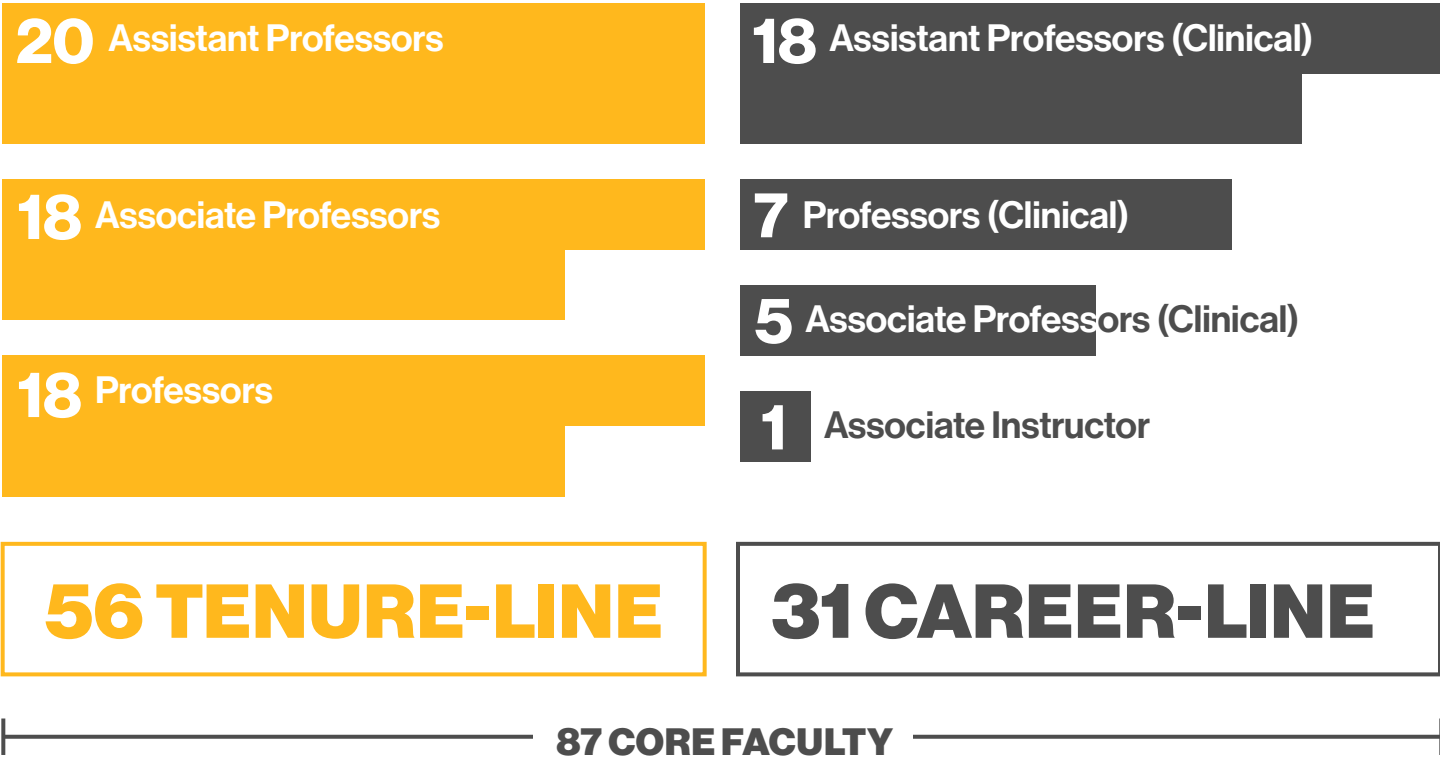 20 Assistant Professors
18 Associate Professors
18 Professors
56 TENURE-LINE
18 Assistant Professors (Clinical)
7 Professors (Clinical)
5 Associate Professors (Clinical)
1 Associate Instructor
31 CAREER-LINE
87 CORE FACULTY